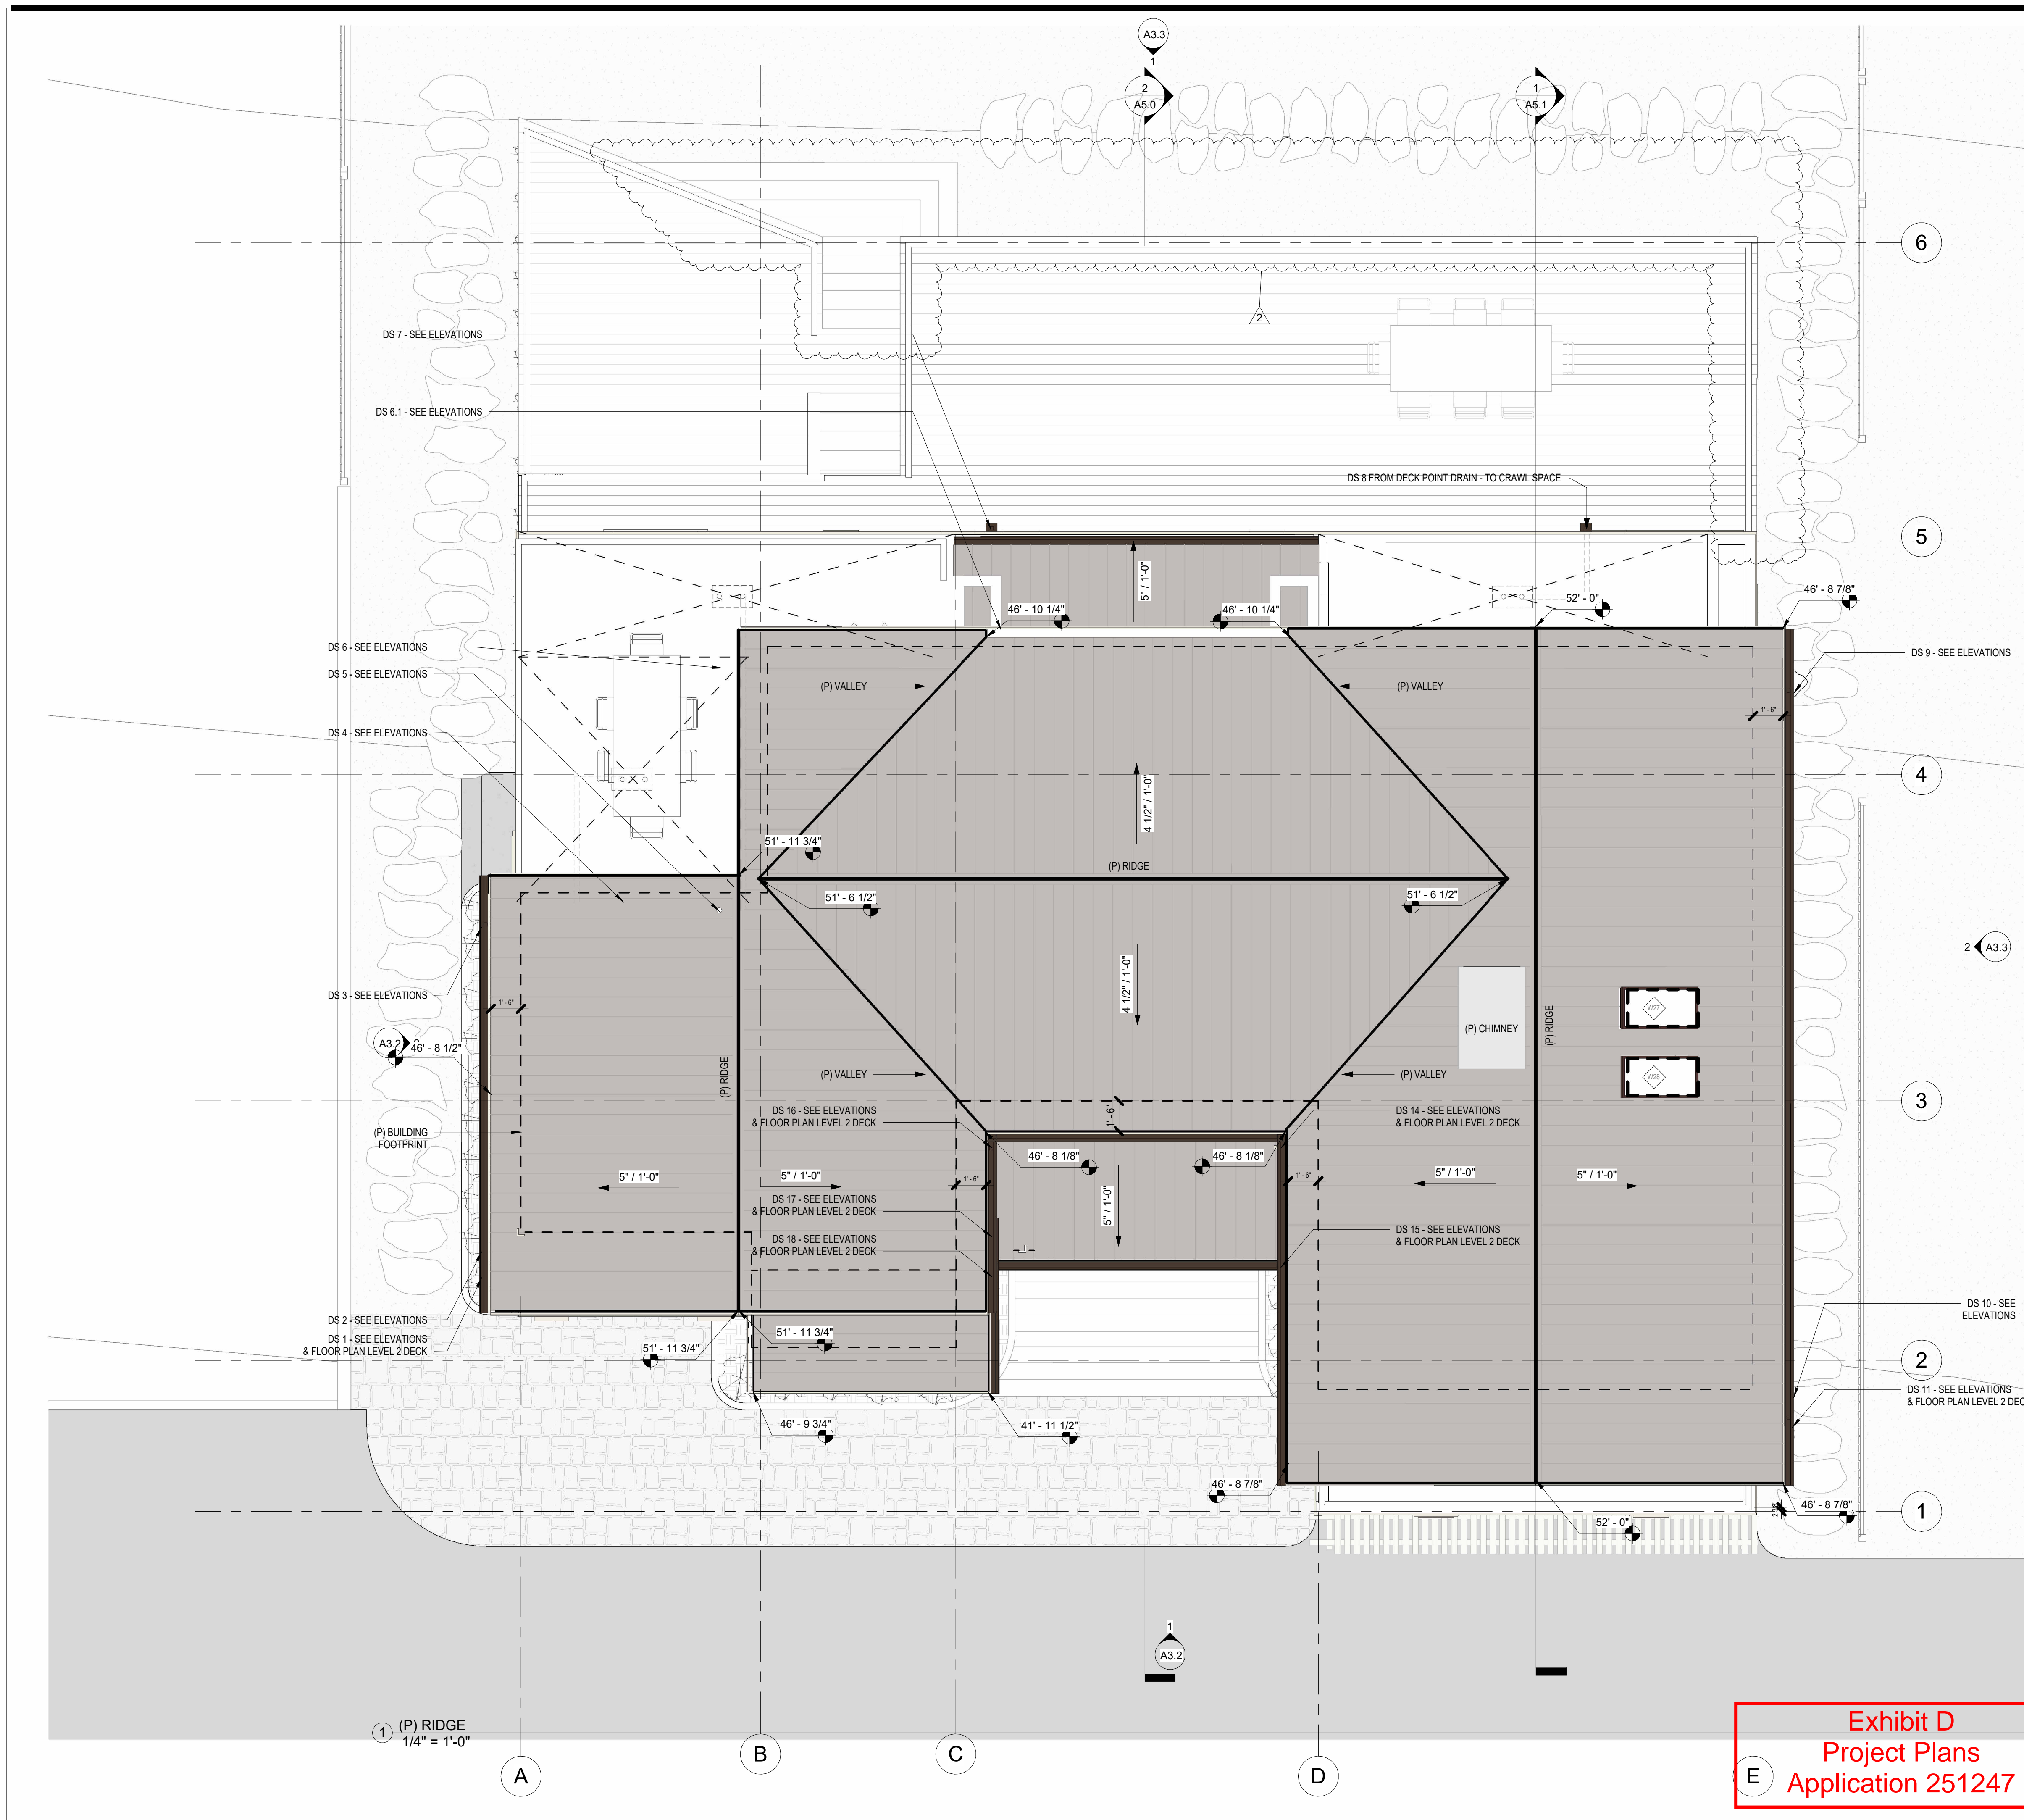 A3.3
1
2
A5.0
1
A5.1
6
2
DS 7 - SEE ELEVATIONS
DS 6.1 - SEE ELEVATIONS
DS 8 FROM DECK POINT DRAIN - TO CRAWL SPACE
5
5" / 1'-0"
46' - 10 1/4"
46' - 10 1/4"
52' - 0"
46' - 8 7/8"
DS 6 - SEE ELEVATIONS
DS 5 - SEE ELEVATIONS
DS 9 - SEE ELEVATIONS
(P) VALLEY
(P) VALLEY
1' - 6"
DS 4 - SEE ELEVATIONS
4
4 1/2" / 1'-0"
51' - 11 3/4"
(P) RIDGE
51' - 6 1/2"
51' - 6 1/2"
4 1/2" / 1'-0"
2
A3.3
DS 3 - SEE ELEVATIONS
1' - 6"
W27
(P) CHIMNEY
(P) RIDGE
A3.2
46' - 8 1/2"
(P) RIDGE
(P) VALLEY
(P) VALLEY
W28
3
DS 16 - SEE ELEVATIONS
& FLOOR PLAN LEVEL 2 DECK
1' - 6"
DS 14 - SEE ELEVATIONS
& FLOOR PLAN LEVEL 2 DECK
(P) BUILDING
FOOTPRINT
46' - 8 1/8"
46' - 8 1/8"
5" / 1'-0"
5" / 1'-0"
1' - 6"
1' - 6"
5" / 1'-0"
5" / 1'-0"
DS 17 - SEE ELEVATIONS
& FLOOR PLAN LEVEL 2 DECK
5" / 1'-0"
DS 18 - SEE ELEVATIONS
& FLOOR PLAN LEVEL 2 DECK
DS 15 - SEE ELEVATIONS
& FLOOR PLAN LEVEL 2 DECK
DS 10 - SEE
ELEVATIONS
DS 2 - SEE ELEVATIONS
DS 1 - SEE ELEVATIONS
& FLOOR PLAN LEVEL 2 DECK
51' - 11 3/4"
51' - 11 3/4"
2
DS 11 - SEE ELEVATIONS
& FLOOR PLAN LEVEL 2 DEC
46' - 9 3/4"
41' - 11 1/2"
46' - 8 7/8"
46' - 8 7/8"
1
52' - 0"
1
A3.2
1
(P) RIDGE
1/4" = 1'-0"
A
B
C
D
E
Exhibit D
Project Plans
Application 251247